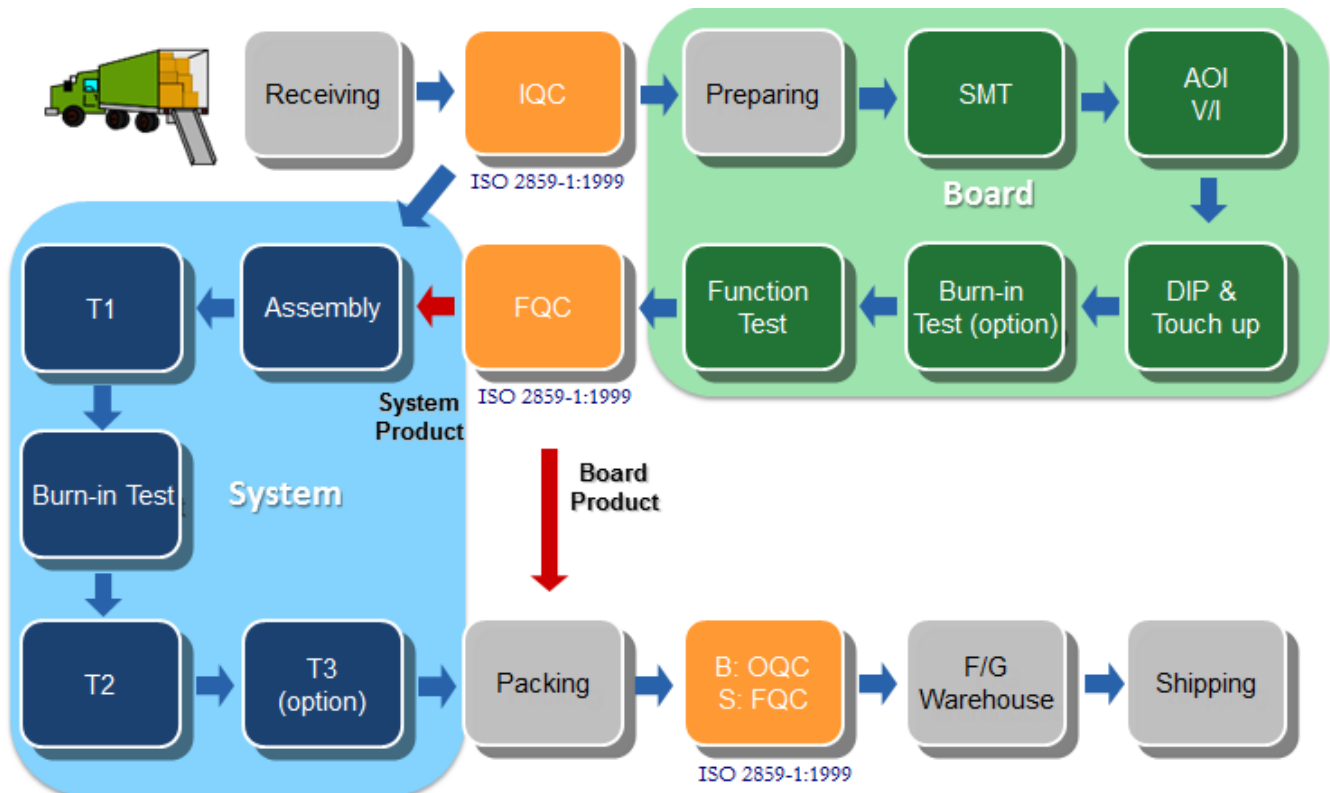 Receiving
IQC
ISO 2859-1:1999
Preparing
SMT
AOI
V/I
Board
DIP &
Touch up
Burn-in
Test (option)
Function
Test
FQC
ISO 2859-1:1999
System
Product
Board
Product
Assembly
T1
Burn-in Test
System
T2
T3
(option)
Packing
B: OQC
S: FQC
ISO 2859-1:1999
F/G
Warehouse
Shipping